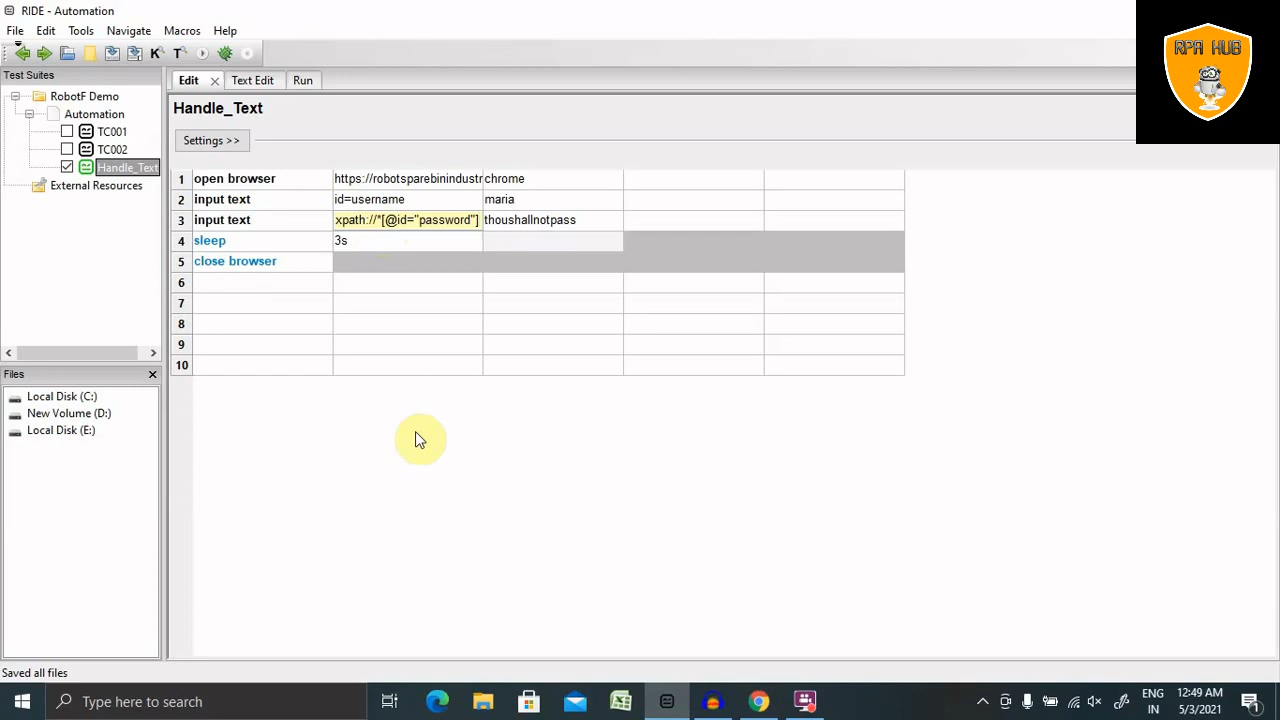 RIDE - Automation
File Edit Tools Navigate Macros Help
K T
Test Suites
RobotF Demo
Automation
TC001
TC002
Handle_Text
External Resources
Files
Local Disk (C:)
New Volume (D:)
Local Disk (E:)
Edit Text Edit Run
Handle_Text
Settings >>
1 open browser https://robotsparebinindustr chrome
2 input text id=username maria
3 input text xpath://*[@id="password"] thoushallnotpass
4 sleep 3s
5 close browser
6
7
8
9
10
RPA HUB
Saved all files
Type here to search
ENG
IN
12:49 AM
5/3/2021
1